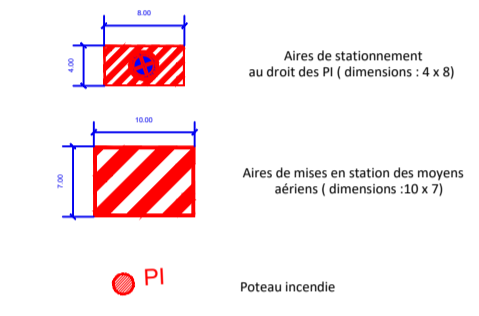 8.00
4.00
Aires de stationnement
au droit des PI ( dimensions : 4 x 8)
10.00
7.00
Aires de mises en station des moyens
aériens ( dimensions :10 x 7)
PI
Poteau incendie